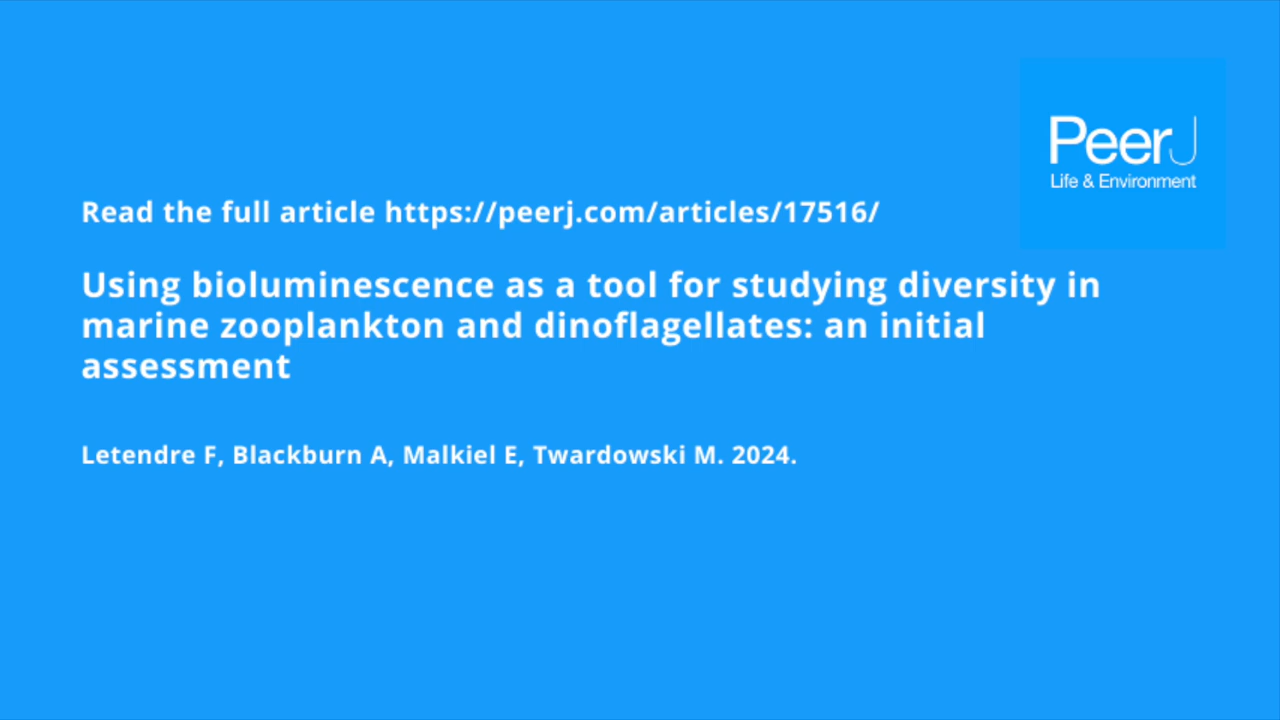 PeerJ
Life & Environment
Read the full article https://peerj.com/articles/17516/
Using bioluminescence as a tool for studying diversity in
marine zooplankton and dinoflagellates: an initial
assessment
Letendre F, Blackburn A, Malkiel E, Twardowski M. 2024.